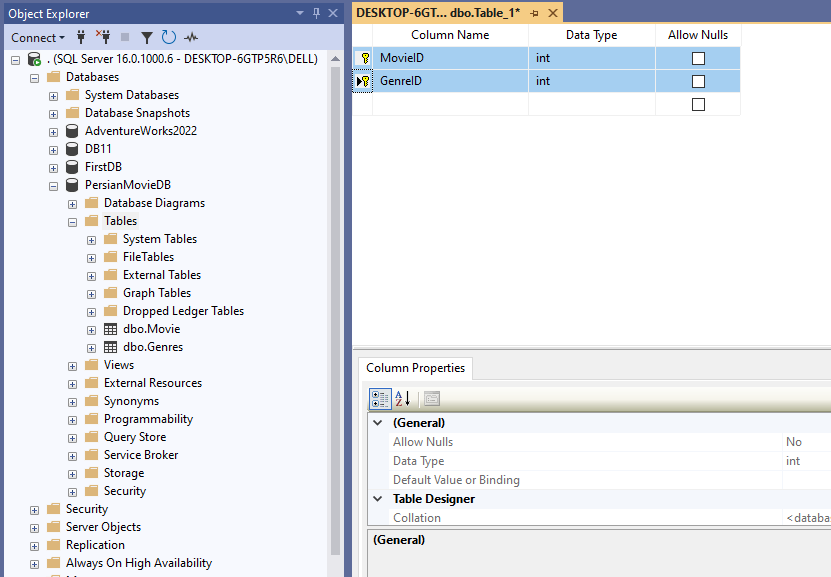 Object Explorer
Connect
. (SQL Server 16.0.1000.6 - DESKTOP-6GTP5R6\DELL)
Databases
System Databases
Database Snapshots
AdventureWorks2022
DB11
FirstDB
PersianMovieDB
Database Diagrams
Tables
System Tables
FileTables
External Tables
Graph Tables
Dropped Ledger Tables
dbo.Movie
dbo.Genres
Views
External Resources
Synonyms
Programmability
Query Store
Service Broker
Storage
Security
Security
Server Objects
Replication
Always On High Availability
DESKTOP-6GT... dbo.Table_1*
Column Name Data Type Allow Nulls
MovieID int
GenreID int
Column Properties
(General)
Allow Nulls No
Data Type int
Default Value or Binding
Table Designer
Collation <databa
(General)